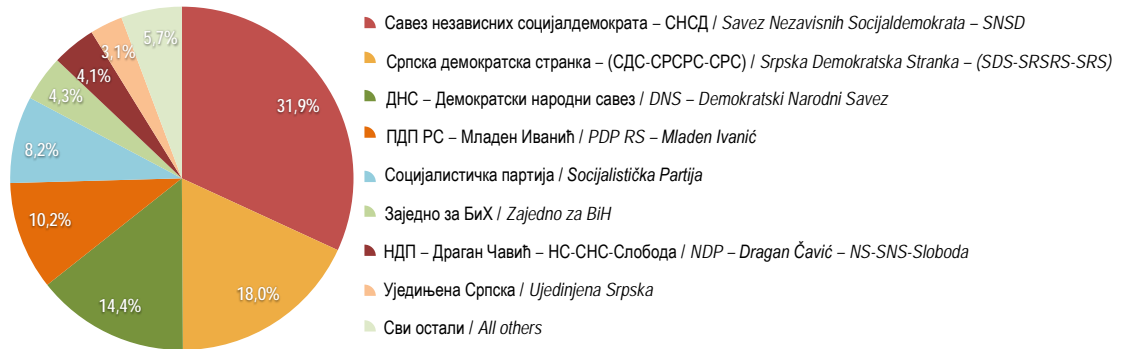 5,7%
3,1%
4,1%
4,3%
8,2%
10,2%
14,4%
18,0%
31,9%
Савез независних социјалдемократа – СНСД / Savez Nezavisnih Socijaldemokrata – SNSD
Српска демократска странка – (СДС-СРСРС-СРС) / Srpska Demokratska Stranka – (SDS-SRSRS-SRS)
ДНС – Демократски народни савез / DNS – Demokratski Narodni Savez
ПДП РС – Младен Иванић / PDP RS – Mladen Ivanić
Социјалистичка партија / Socijalistička Partija
Заједно за БиХ / Zajedno za BiH
НДП – Драган Чавић – НС-СНС-Слобода / NDP – Dragan Čavić – NS-SNS-Sloboda
Уједињена Српска / Ujedinjena Srpska
Сви остали / All others